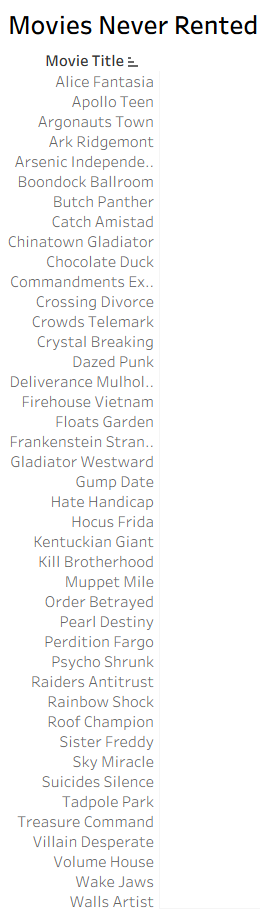 Movies Never Rented
Movie Title
Alice Fantasia
Apollo Teen
Argonauts Town
Ark Ridgemont
Arsenic Independe..
Boondock Ballroom
Butch Panther
Catch Amistad
Chinatown Gladiator
Chocolate Duck
Commandments Ex..
Crossing Divorce
Crowds Telemark
Crystal Breaking
Dazed Punk
Deliverance Mulhol..
Firehouse Vietnam
Floats Garden
Frankenstein Stran..
Gladiator Westward
Gump Date
Hate Handicap
Hocus Frida
Kentuckian Giant
Kill Brotherhood
Muppet Mile
Order Betrayed
Pearl Destiny
Perdition Fargo
Psycho Shrunk
Raiders Antitrust
Rainbow Shock
Roof Champion
Sister Freddy
Sky Miracle
Suicides Silence
Tadpole Park
Treasure Command
Villain Desperate
Volume House
Wake Jaws
Walls Artist